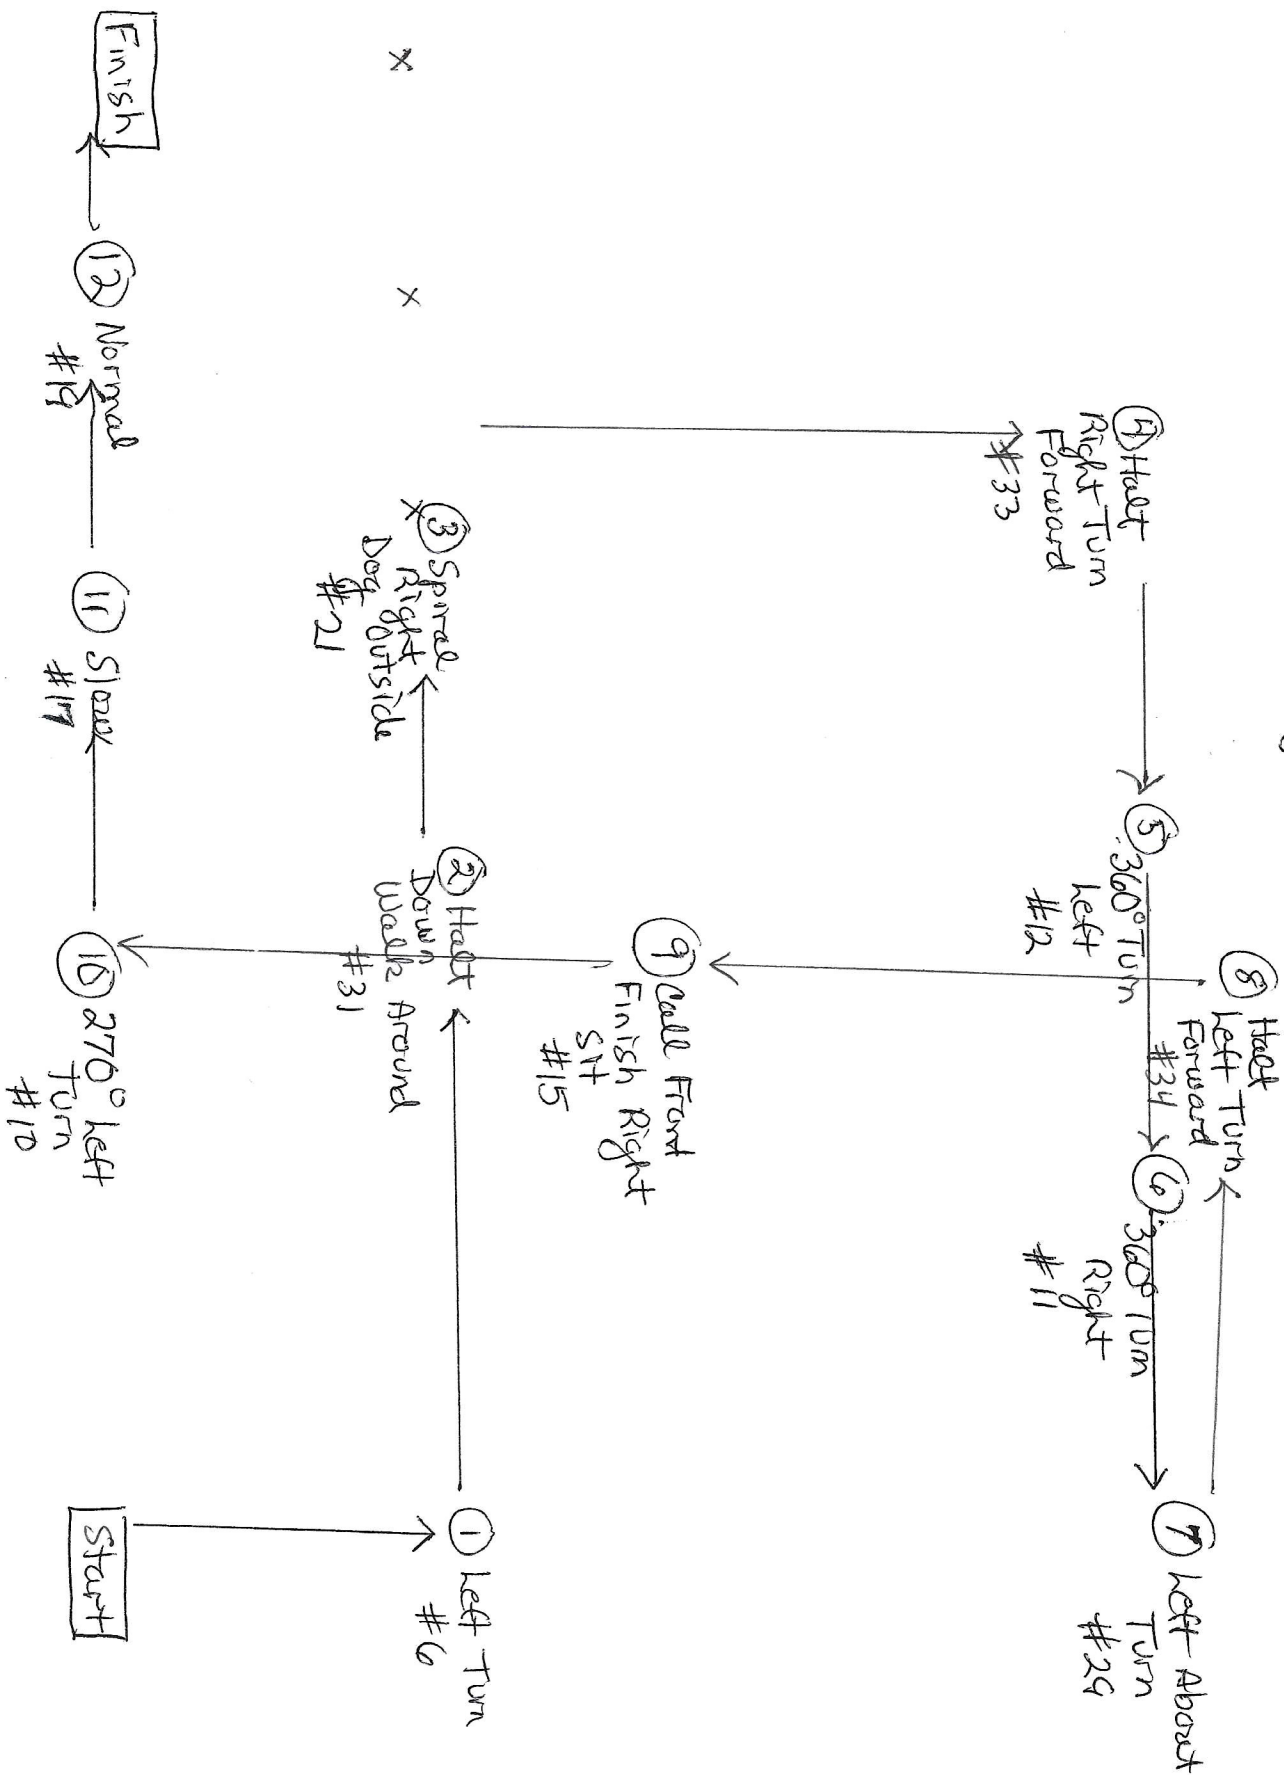 Start
① Left Turn
#6
② Halt
Down
Walk Around
#31
③ Spiral
Right
Dog Outside
#21
x
x
x
④ Halt
Right Turn
Forward
#33
⑤ 360° Turn
Left
#12
⑥ 360° Turn
Right
#11
⑦ Left About
Turn
#29
⑧ Halt
Left Turn
Forward
#34
⑨ Call Front
Finish Right
Sit
#15
⑩ 270° Left
Turn
#10
⑪ Slow
#17
⑫ Normal
#19
Finish